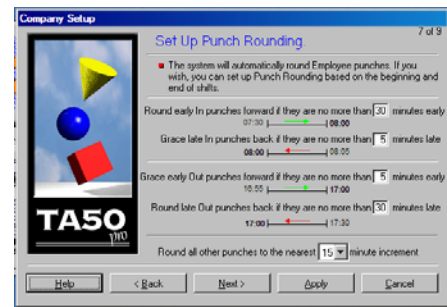 Company Setup
7 of 9
Set Up Punch Rounding.
The system will automatically round Employee punches. If you
wish, you can set up Punch Rounding based on the beginning and
end of shifts.
Round early In punches forward if they are no more than 30 minutes early
07:30 08:00
Grace late In punches back if they are no more than 5 minutes late
08:00 08:05
Grace early Out punches forward if they are no more than 5 minutes early
16:55 17:00
Round late Out punches back if they are no more than 30 minutes late
17:00 17:30
TA50
pro
Round all other punches to the nearest 15 minute increment
Help
< Back
Next >
Apply
Cancel